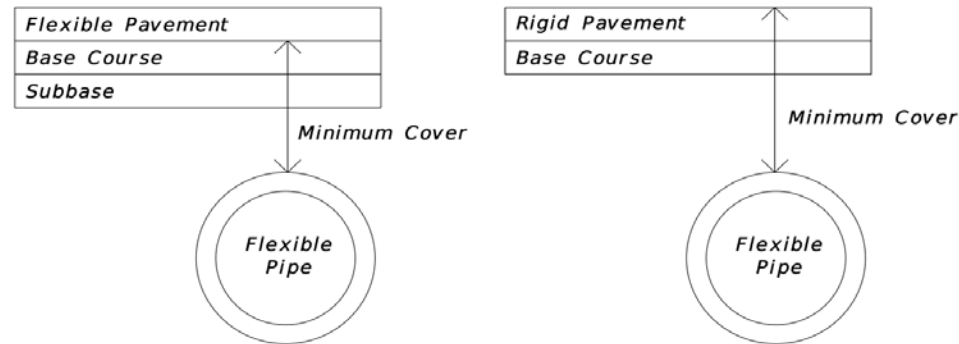 Flexible Pavement
Base Course
Subbase
Minimum Cover
Flexible
Pipe
Rigid Pavement
Base Course
Minimum Cover
Flexible
Pipe